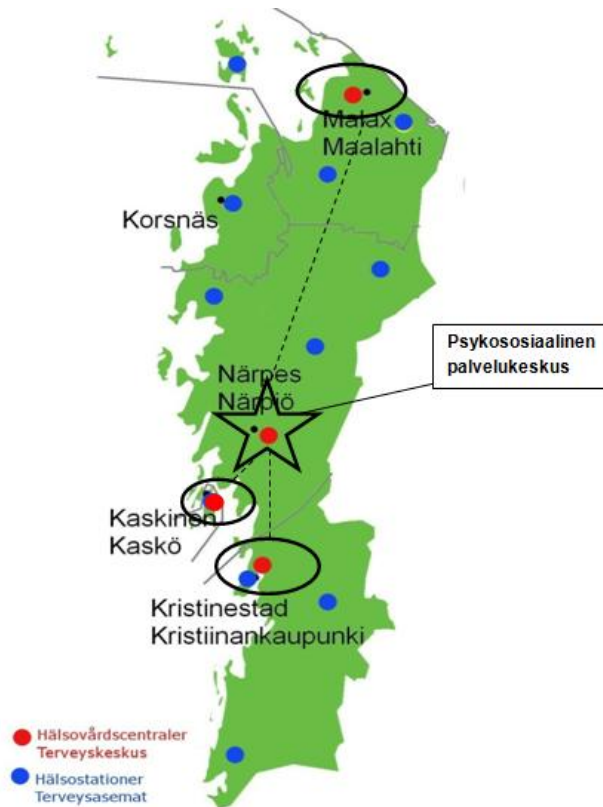 Malax
Maalahti
Korsnäs
Psykososiaalinen
palvelukeskus
Närpes
Närpiö
Kaskinen
Kaskö
Kristinestad
Kristiinankaupunki
Hälsovårdscentraler
Terveyskeskus
Hälsostationer
Terveysasemat